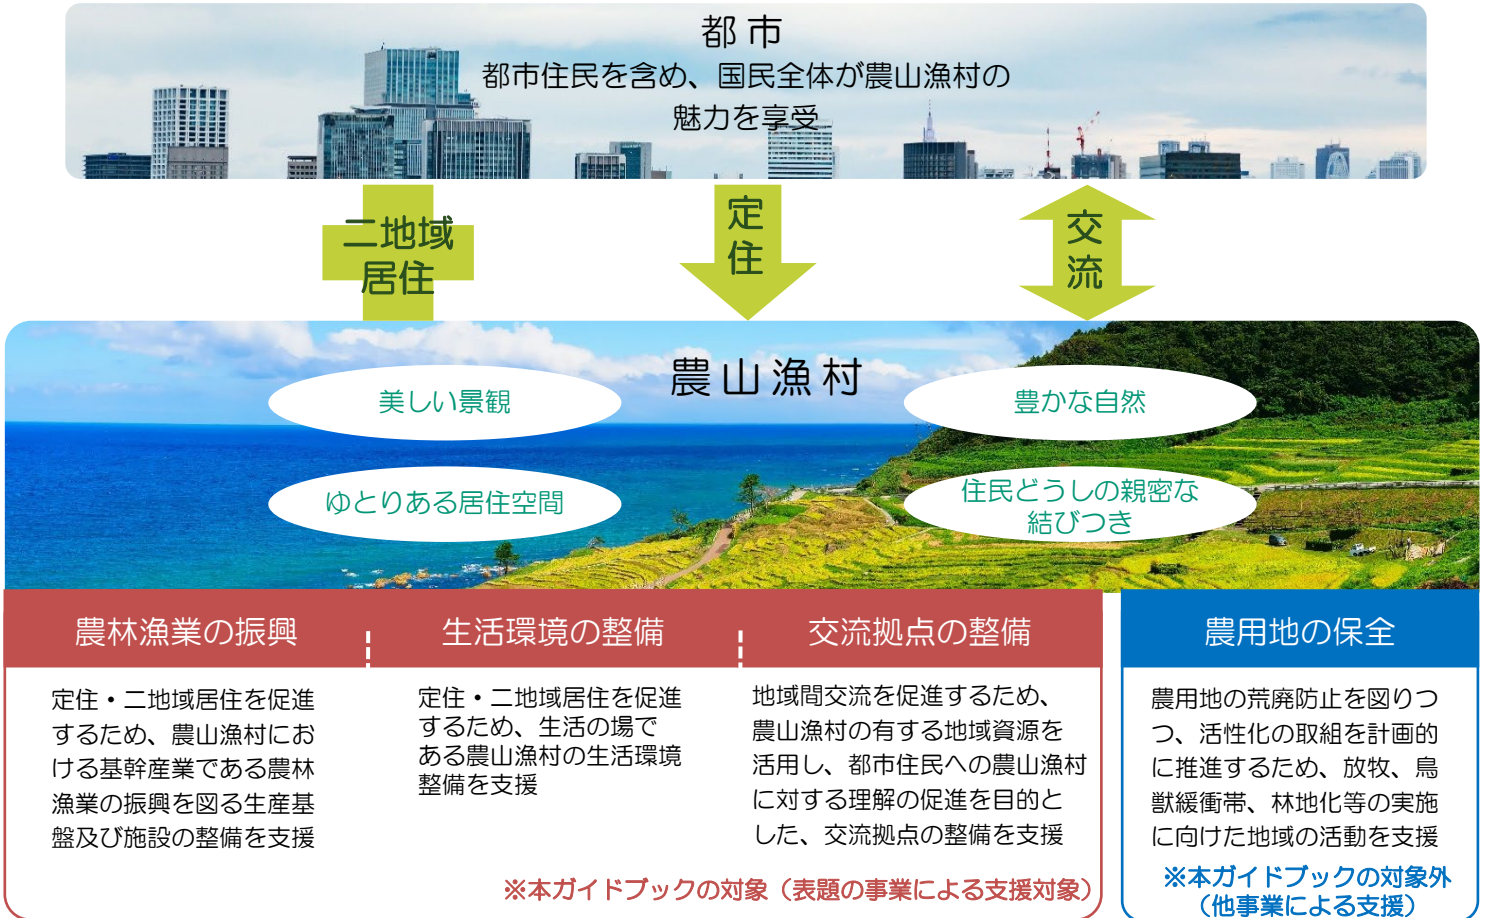 都市
都市住民を含め、国民全体が農山漁村の
魅力を享受
二地域
居住
定
住
交
流
農山漁村
美しい景観
豊かな自然
ゆとりある居住空間
住民どうしの親密な
結びつき
農林漁業の振興
定住・二地域居住を促進
するため、農山漁村にお
ける基幹産業である農林
漁業の振興を図る生産基
盤及び施設の整備を支援
生活環境の整備
定住・二地域居住を促進
するため、生活の場で
ある農山漁村の生活環境
整備を支援
交流拠点の整備
地域間交流を促進するため、
農山漁村の有する地域資源を
活用し、都市住民への農山漁村
に対する理解の促進を目的と
した、交流拠点の整備を支援
※本ガイドブックの対象（表題の事業による支援対象）
農用地の保全
農用地の荒廃防止を図りつ
つ、活性化の取組を計画的
に推進するため、放牧、鳥
獣緩衝帯、林地化等の実施
に向けた地域の活動を支援
※本ガイドブックの対象外
（他事業による支援）